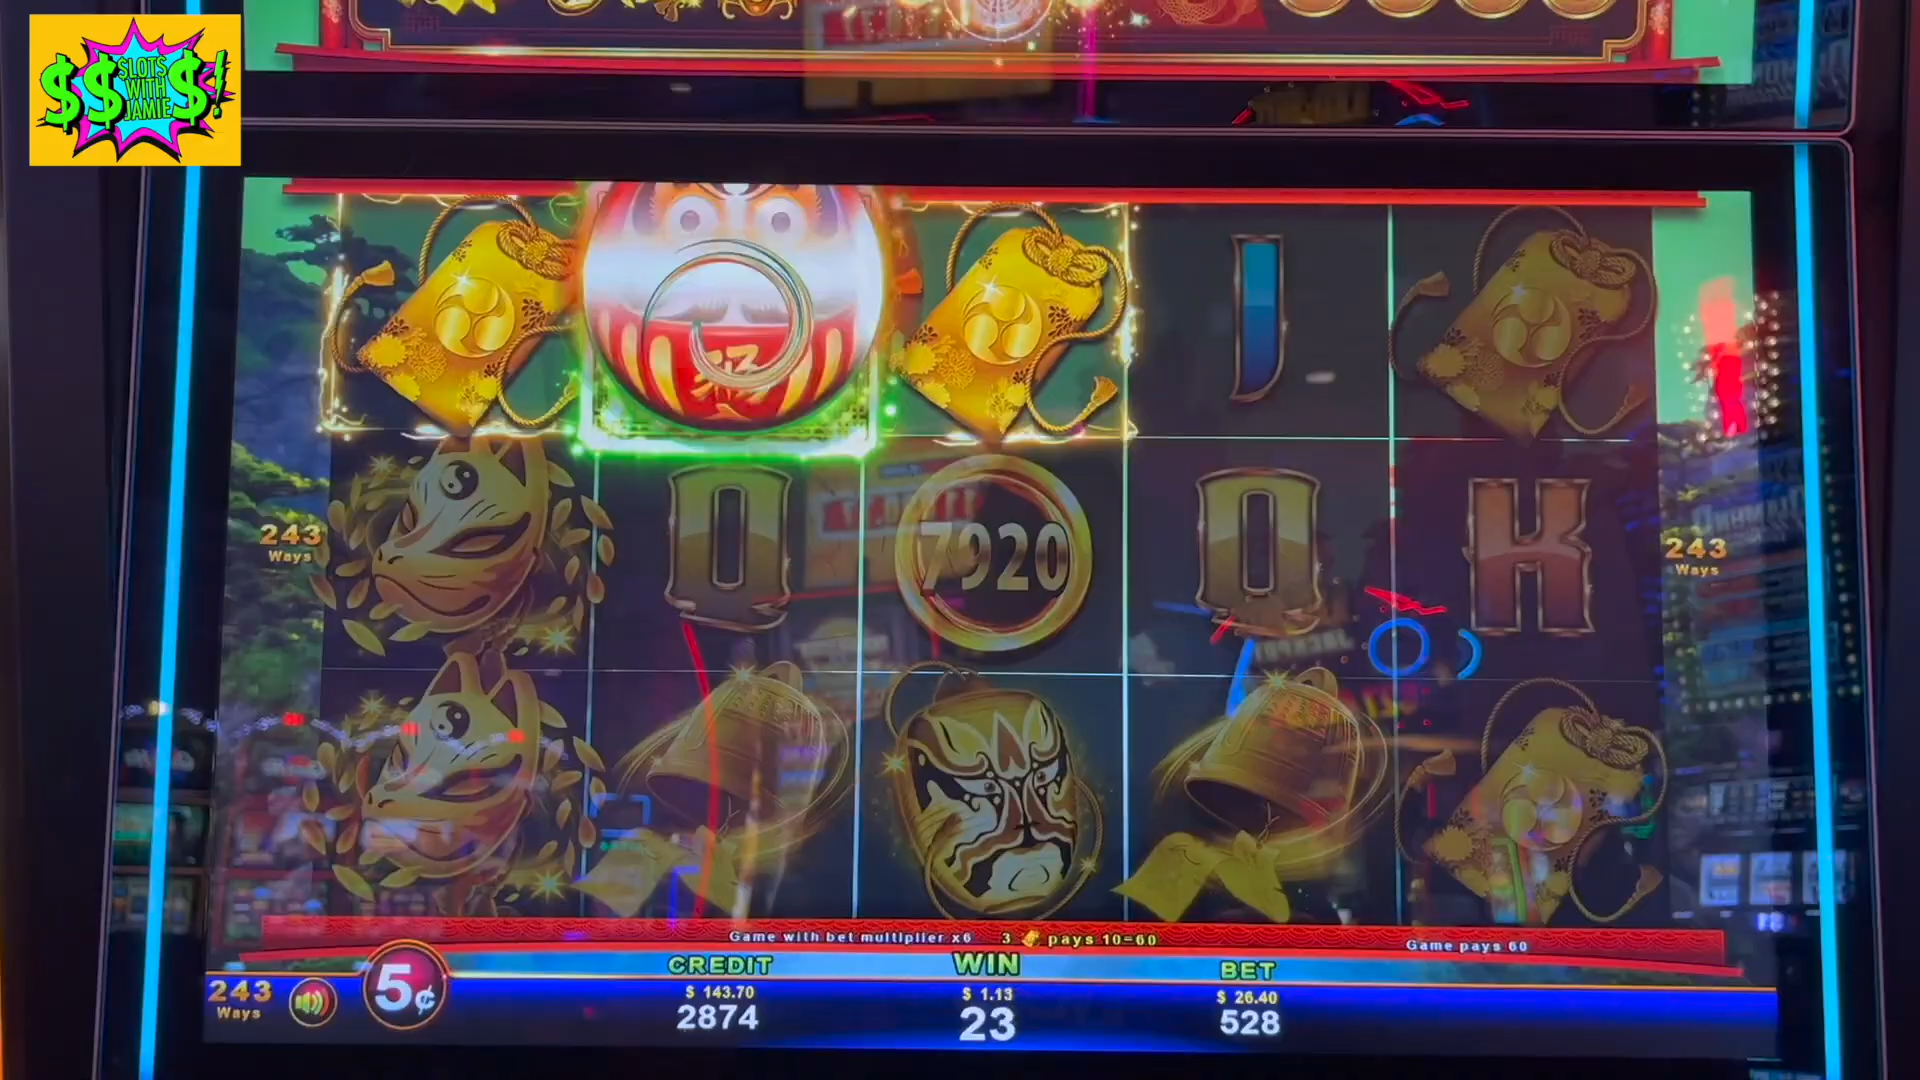 $$ SLOTS WITH JAMIE $!
J
243 Ways
Q
7920
Q
K
243 Ways
Game with bet multiplier x6
3 pays 10=60
Game pays 60
243 Ways
5¢
CREDIT
$ 143.70
2874
WIN
$ 1.13
23
BET
$ 26.40
528